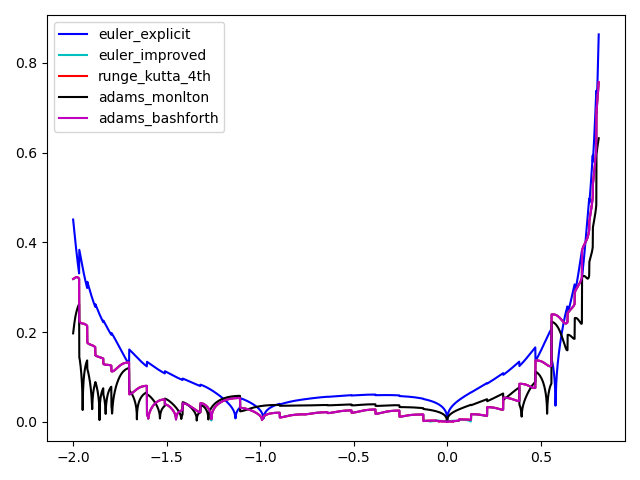 euler_explicit
euler_improved
runge_kutta_4th
adams_monlton
adams_bashforth
0.8
0.6
0.4
0.2
0.0
−2.0 −1.5 −1.0 −0.5 0.0 0.5